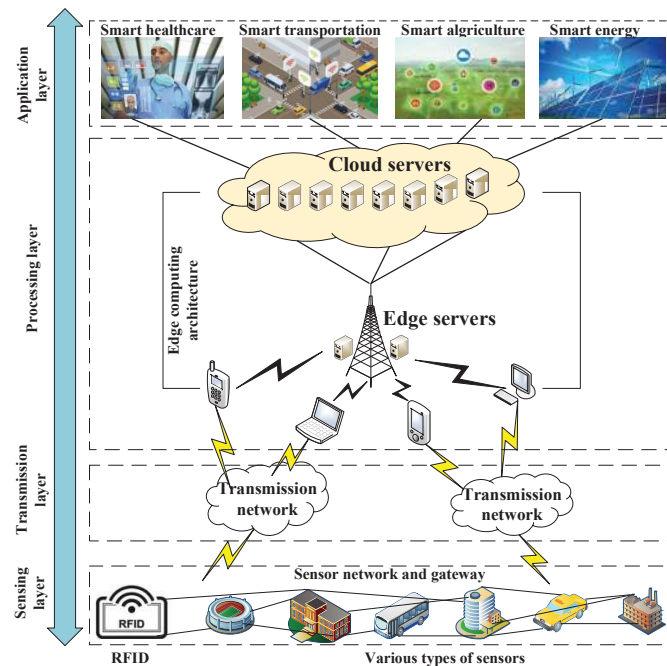 Smart healthcare
Smart transportation
Smart algriculture
Smart energy
Application
layer
Cloud servers
Processing layer
Edge computing
architecture
Edge servers
Transmission
layer
Transmission
network
Transmission
network
Sensing
layer
Sensor network and gateway
RFID
RFID
Various types of sensors